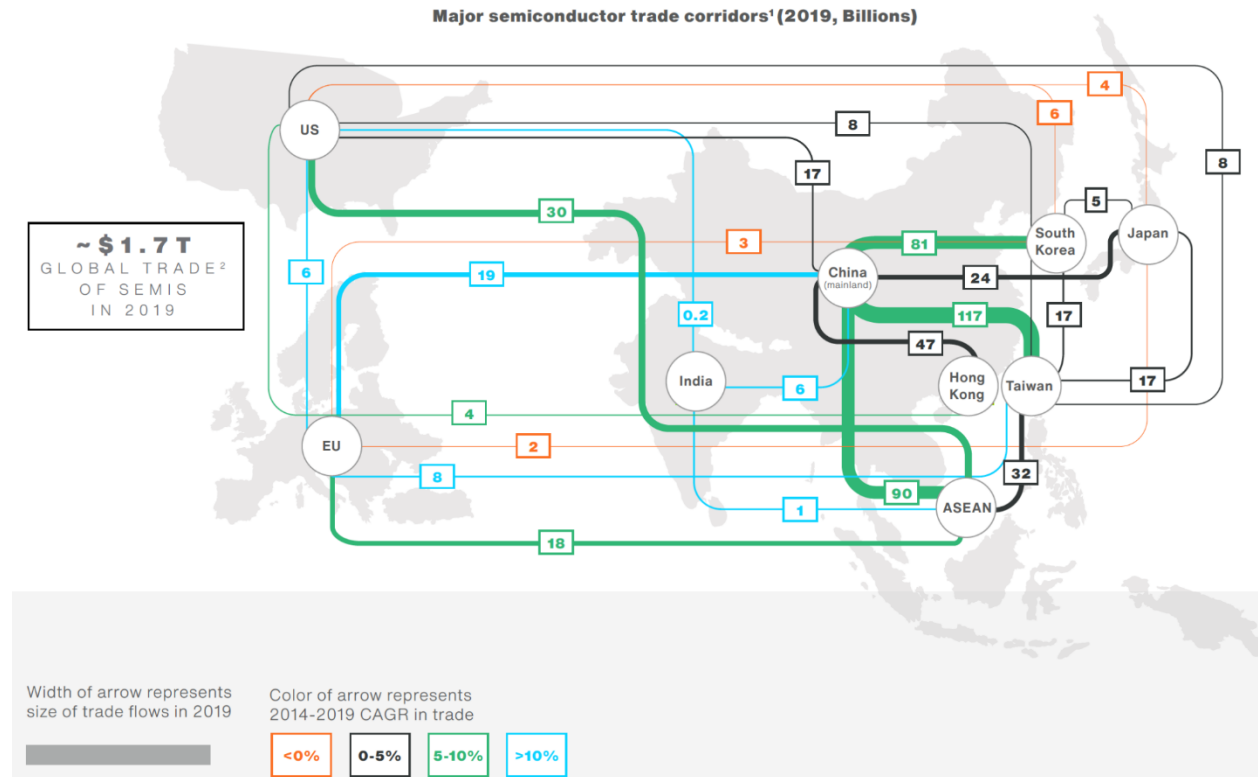 Major semiconductor trade corridors¹ (2019, Billions)
4
6
US
8
8
17
5
30
South
Korea
Japan
~$1.7T
GLOBAL TRADE²
OF SEMIS
IN 2019
3
81
6
19
China
(mainland)
24
0.2
117
17
47
India
6
Hong
Kong
Taiwan
17
4
EU
2
8
32
90
1
ASEAN
18
Width of arrow represents
size of trade flows in 2019
Color of arrow represents
2014-2019 CAGR in trade
<0%
0-5%
5-10%
>10%